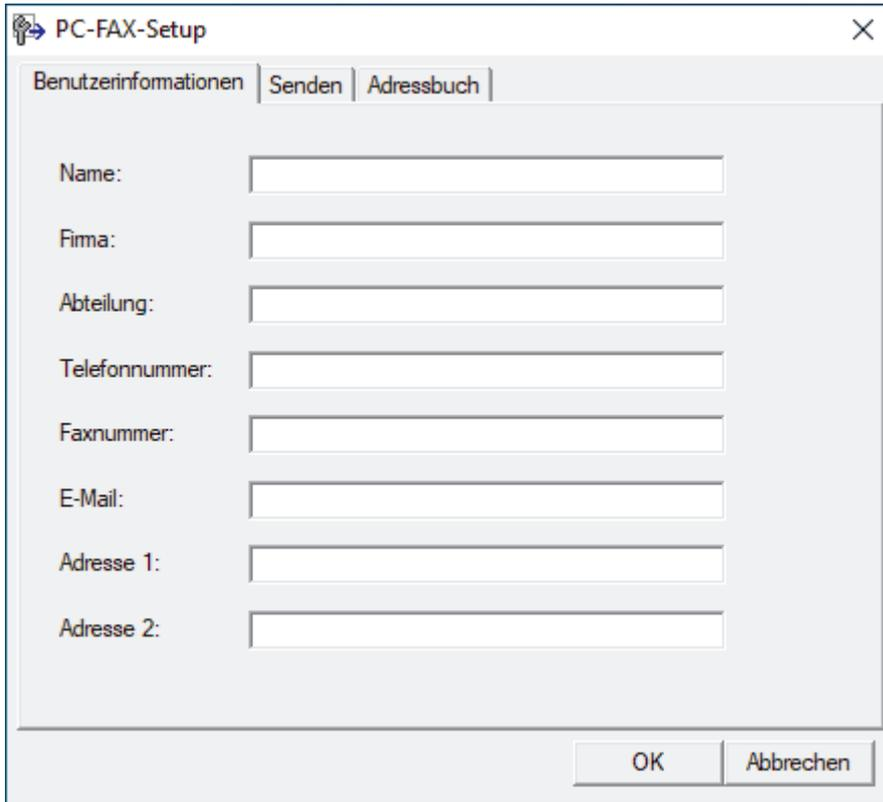 PC-FAX-Setup
Benutzerinformationen Senden Adressbuch
Name:
Firma:
Abteilung:
Telefonnummer:
Faxnummer:
E-Mail:
Adresse 1:
Adresse 2:
OK Abbrechen